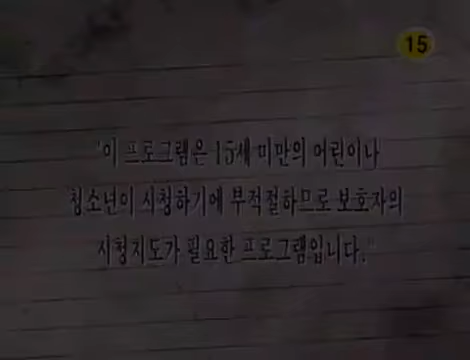 15
"이 프로그램은 15세 미만의 어린이나
청소년이 시청하기에 부적절하므로 보호자의
시청지도가 필요한 프로그램입니다."